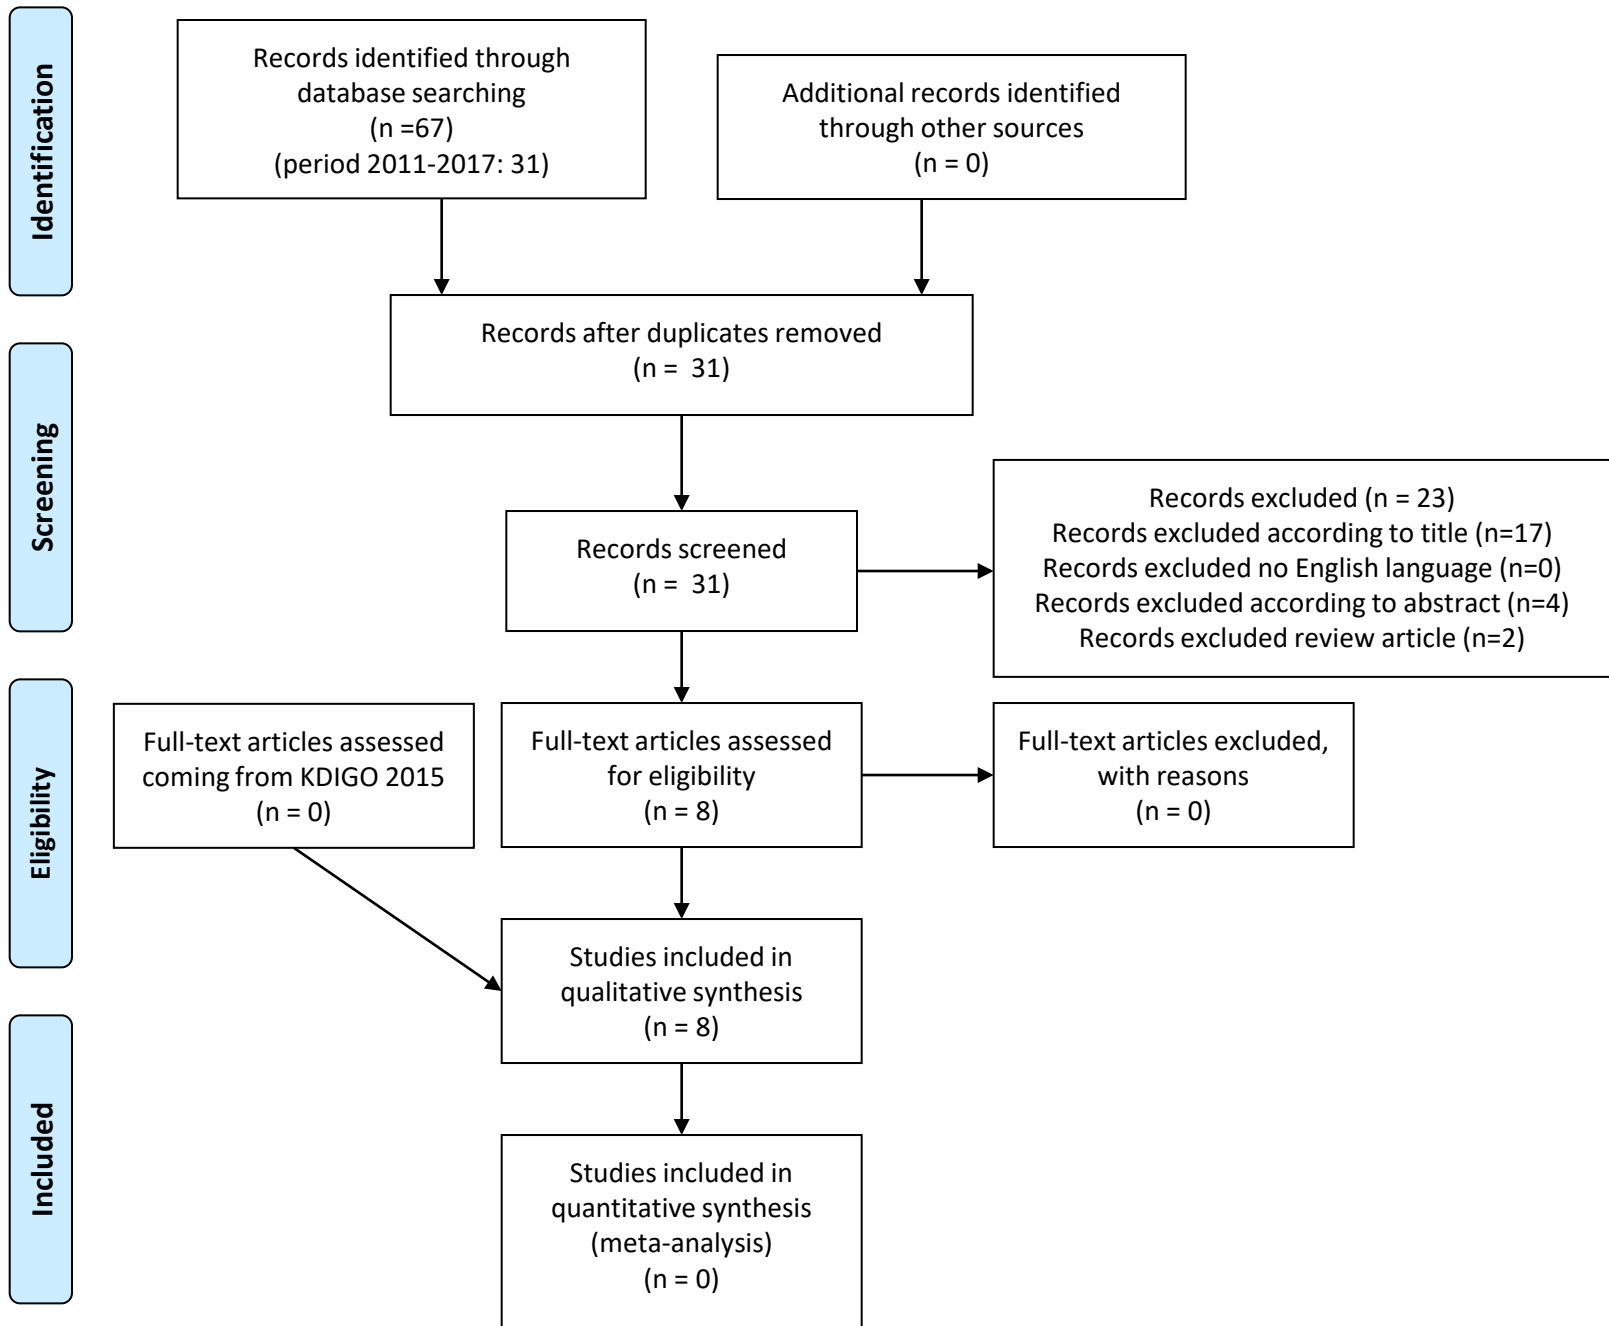 Identification
Records identified through
database searching
(n =67)
(period 2011-2017: 31)
Additional records identified
through other sources
(n = 0)
Records after duplicates removed
(n =  31)
Screening
Records screened
(n =  31)
Records excluded (n = 23)
Records excluded according to title (n=17)
Records excluded no English language (n=0)
Records excluded according to abstract (n=4)
Records excluded review article (n=2)
Eligibility
Full-text articles assessed
coming from KDIGO 2015
(n = 0)
Full-text articles assessed
for eligibility
(n = 8)
Full-text articles excluded,
with reasons
(n = 0)
Studies included in
qualitative synthesis
(n = 8)
Included
Studies included in
quantitative synthesis
(meta-analysis)
(n = 0)